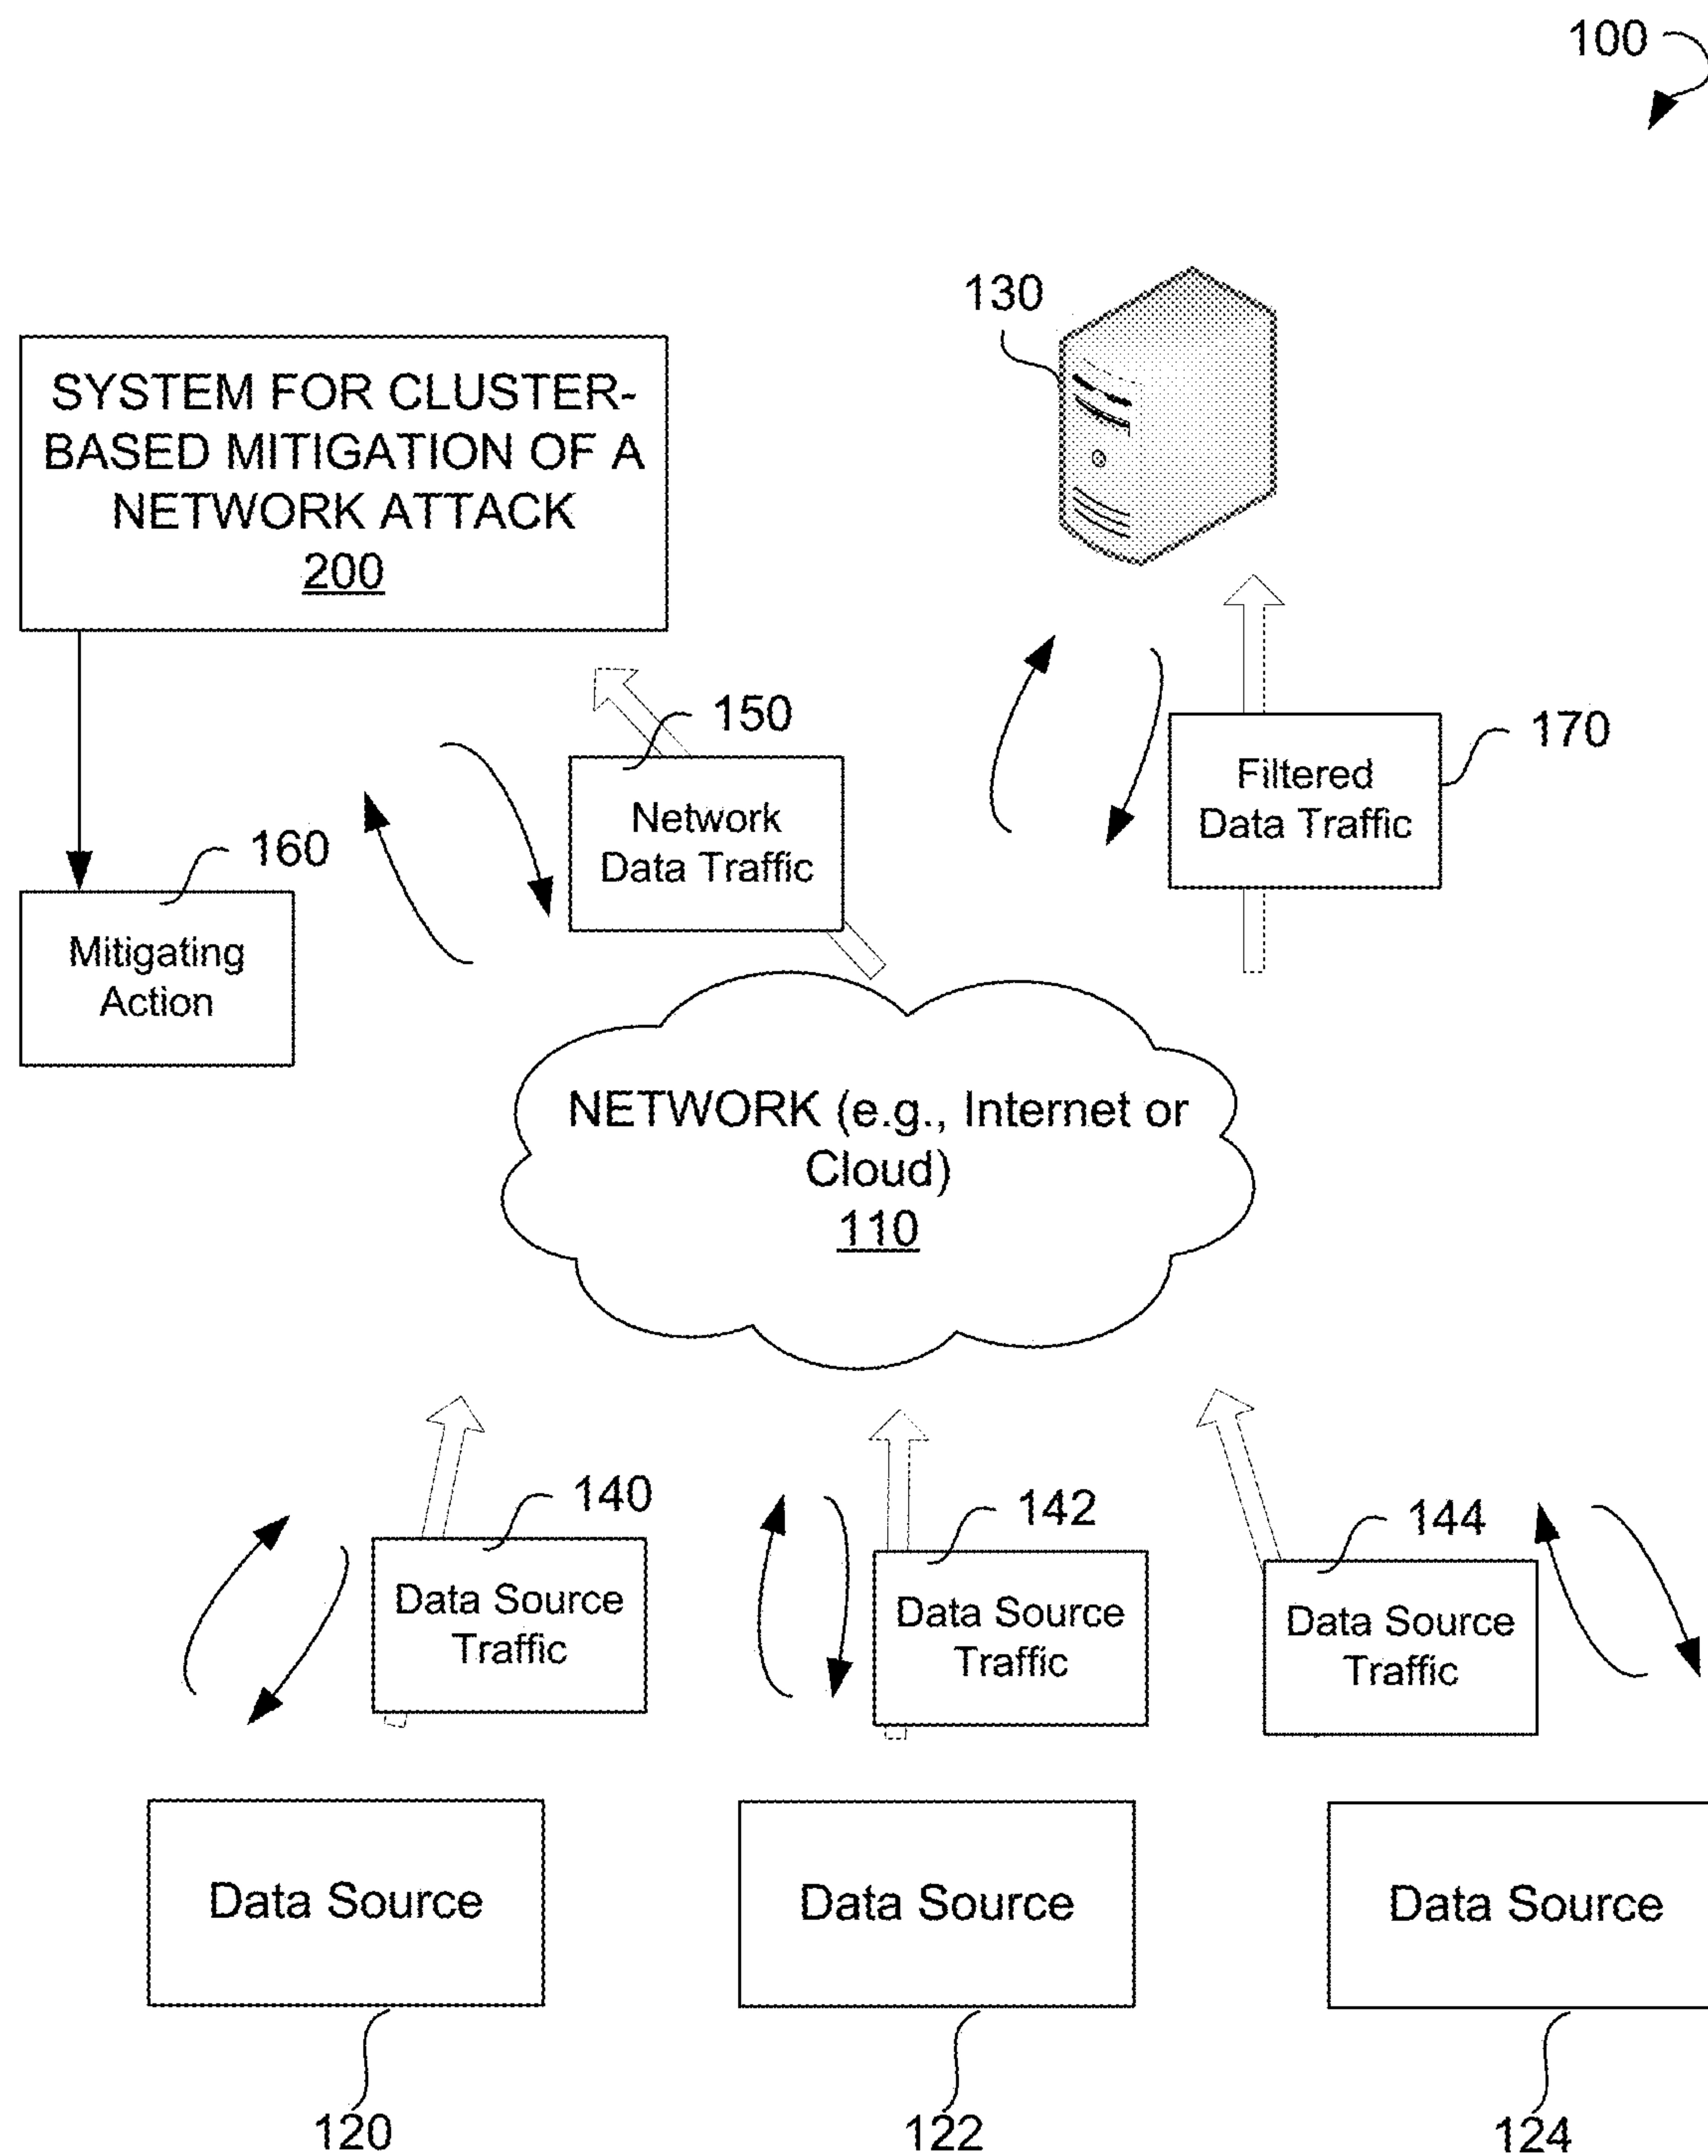 100
130
SYSTEM FOR CLUSTER-
BASED MITIGATION OF A
NETWORK ATTACK
200
150
170
Network
Data Traffic
Filtered
Data Traffic
160
Mitigating
Action
NETWORK (e.g., Internet or
Cloud)
110
140
142
144
Data Source
Traffic
Data Source
Traffic
Data Source
Traffic
Data Source
Data Source
Data Source
120
122
124